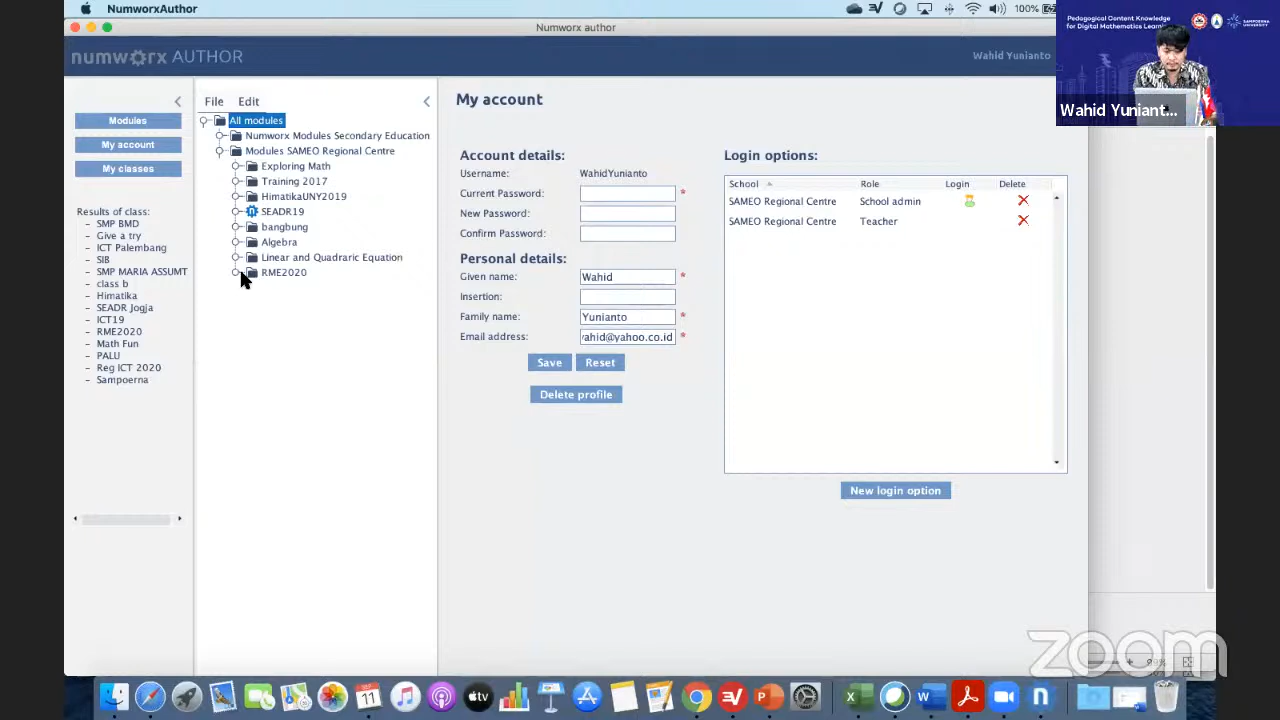 NumworxAuthor
100%
Numworx author
numworx AUTHOR
Wahid Yunianto
Pedagogical Content Knowledge
for Digital Mathematics Lear
SAMPOERNA
UNIVERSITY
Wahid Yuniant...
Modules
My account
My classes
Results of class:
SMP BMD
Give a try
ICT Palembang
SIB
SMP MARIA ASSUMT
class b
Himatika
SEADR Jogja
ICT19
RME2020
Math Fun
PALU
Reg ICT 2020
Sampoerna
File Edit
All modules
Numworx Modules Secondary Education
Modules SAMEO Regional Centre
Exploring Math
Training 2017
HimatikaUNY2019
SEADR19
bangbung
Algebra
Linear and Quadraric Equation
RME2020
My account
Account details:
Username: WahidYunianto
Current Password: *
New Password:
Confirm Password:
Personal details:
Given name: Wahid *
Insertion:
Family name: Yunianto *
Email address: ahid@yahoo.co.id *
Save Reset
Delete profile
Login options:
School Role Login Delete
SAMEO Regional Centre School admin
SAMEO Regional Centre Teacher
New login option
zoom